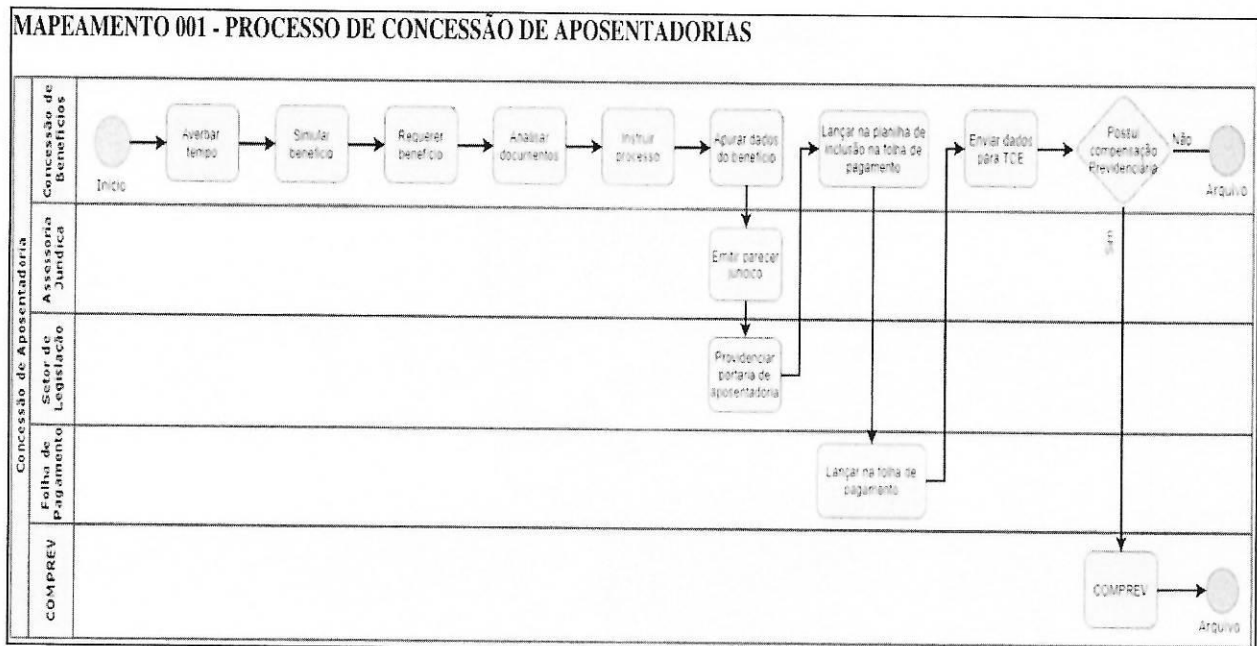 MAPEAMENTO 001 - PROCESSO DE CONCESSÃO DE APOSENTADORIAS
Concessão de Aposentadoria
Concessão de
Benefícios
Início
Averbar
tempo
Simular
benefício
Requerer
benefício
Analisar
documentos
Instruir
processo
Apurar dados
do benefício
Lançar na planilha de
inclusão na folha de
pagamento
Enviar dados
para TCE
Possui
compensação
Previdenciária
Não
Arquivo
Sim
Assessoria
Jurídica
Emitir parecer
jurídico
Setor de
Legislação
Providenciar
portaria de
aposentadoria
Folha de
Pagamento
Lançar na folha de
pagamento
COMPREV
COMPREV
Arquivo